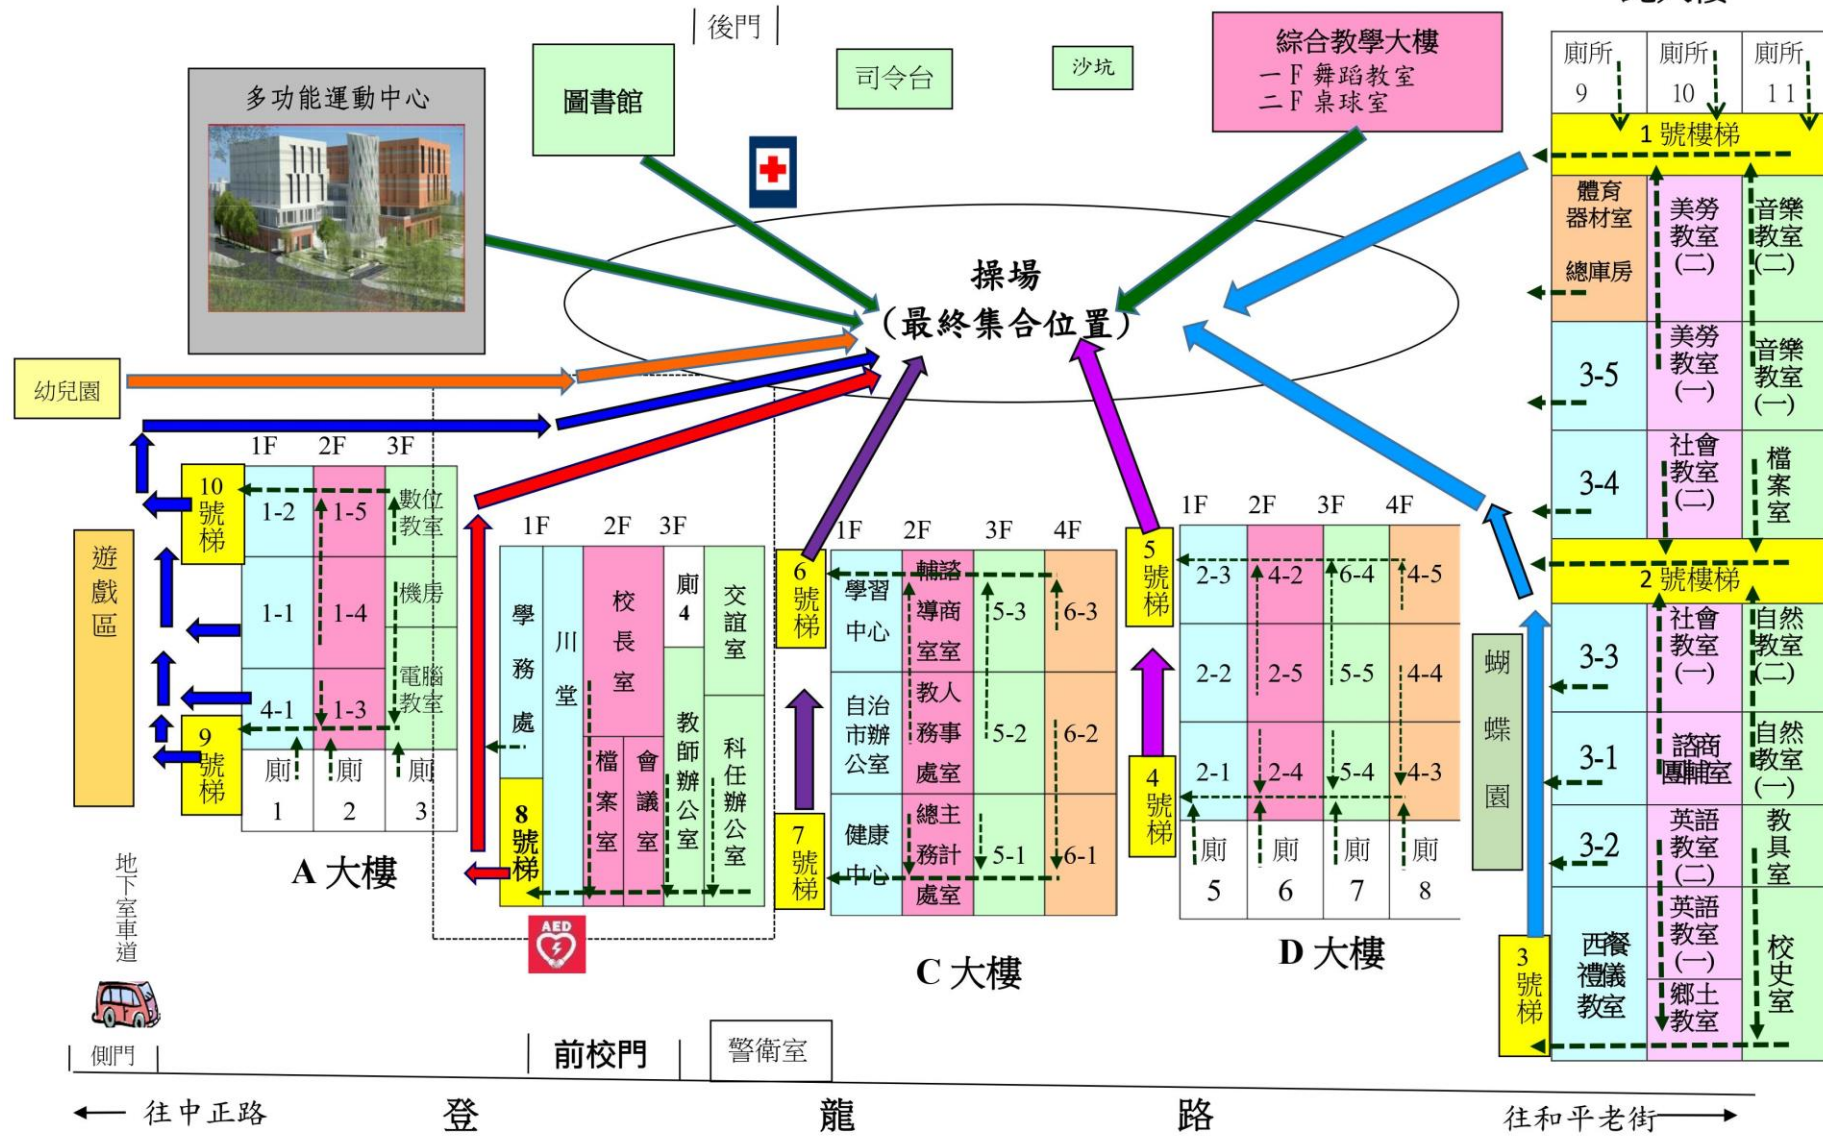 後門
多功能運動中心
圖書館
司令台
沙坑
綜合教學大樓
一F 舞蹈教室
二F 桌球室
操場
(最終集合位置)
幼兒園
遊戲區
10號梯
9號梯
1F
2F
3F
1-2
1-5
數位
教室
1-1
1-4
機房
4-1
1-3
電腦
教室
廁
廁
廁
1
2
3
A 大樓
地下室車道
側門
1F
2F
3F
學務處
川堂
校長室
廁
4
交誼室
檔案室
會議室
教師辦公室
科任辦公室
8號梯
AED
前校門
警衛室
6號梯
7號梯
1F
2F
3F
4F
學習
中心
輔諮
導商
室室
5-3
6-3
自治
市辦
公室
教人
務事
處室
5-2
6-2
健康
中心
總主
務計
處室
5-1
6-1
C 大樓
5號梯
4號梯
1F
2F
3F
4F
2-3
4-2
6-4
4-5
2-2
2-5
5-5
4-4
2-1
2-4
5-4
4-3
廁
廁
廁
廁
5
6
7
8
D 大樓
蝴蝶園
3號梯
廁所
廁所
廁所
9
10
11
1 號樓梯
體育
器材室
總庫房
美勞
教室
(二)
音樂
教室
(二)
3-5
美勞
教室
(一)
音樂
教室
(一)
3-4
社會
教室
(二)
檔案室
2 號樓梯
3-3
社會
教室
(一)
自然
教室
(二)
3-1
諮商
團輔室
自然
教室
(一)
3-2
英語
教室
(二)
教具室
西餐
禮儀
教室
英語
教室
(一)
校史室
鄉土
教室
往中正路
登龍路
往和平老街